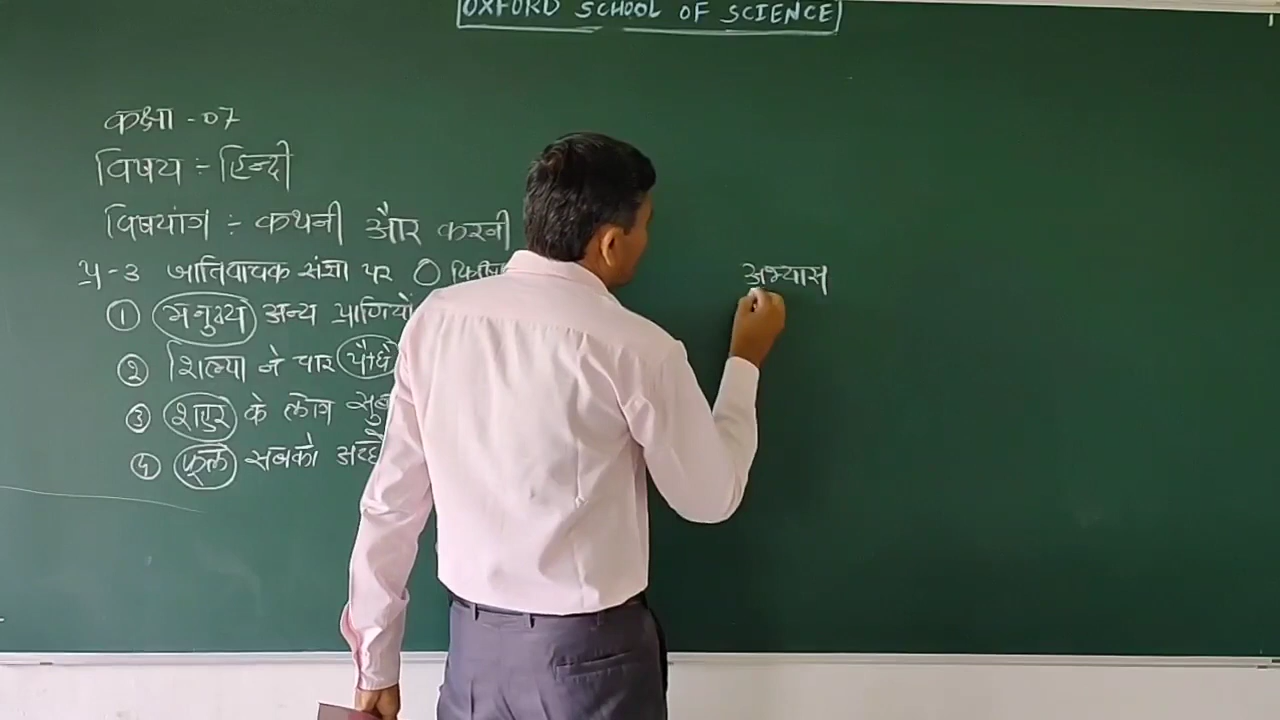 OXFORD SCHOOL OF SCIENCE
कक्षा - 07
विषय ÷ हिन्दी
विषयांग ÷ कथनी और करनी
प्र - 3 जातिवाचक संज्ञा पर ○
① मनुष्य अन्य प्राणियों
② शिल्पा ने चार पौधे
③ शहर के लोग
④ फूल सबको अच्छे
अभ्यास